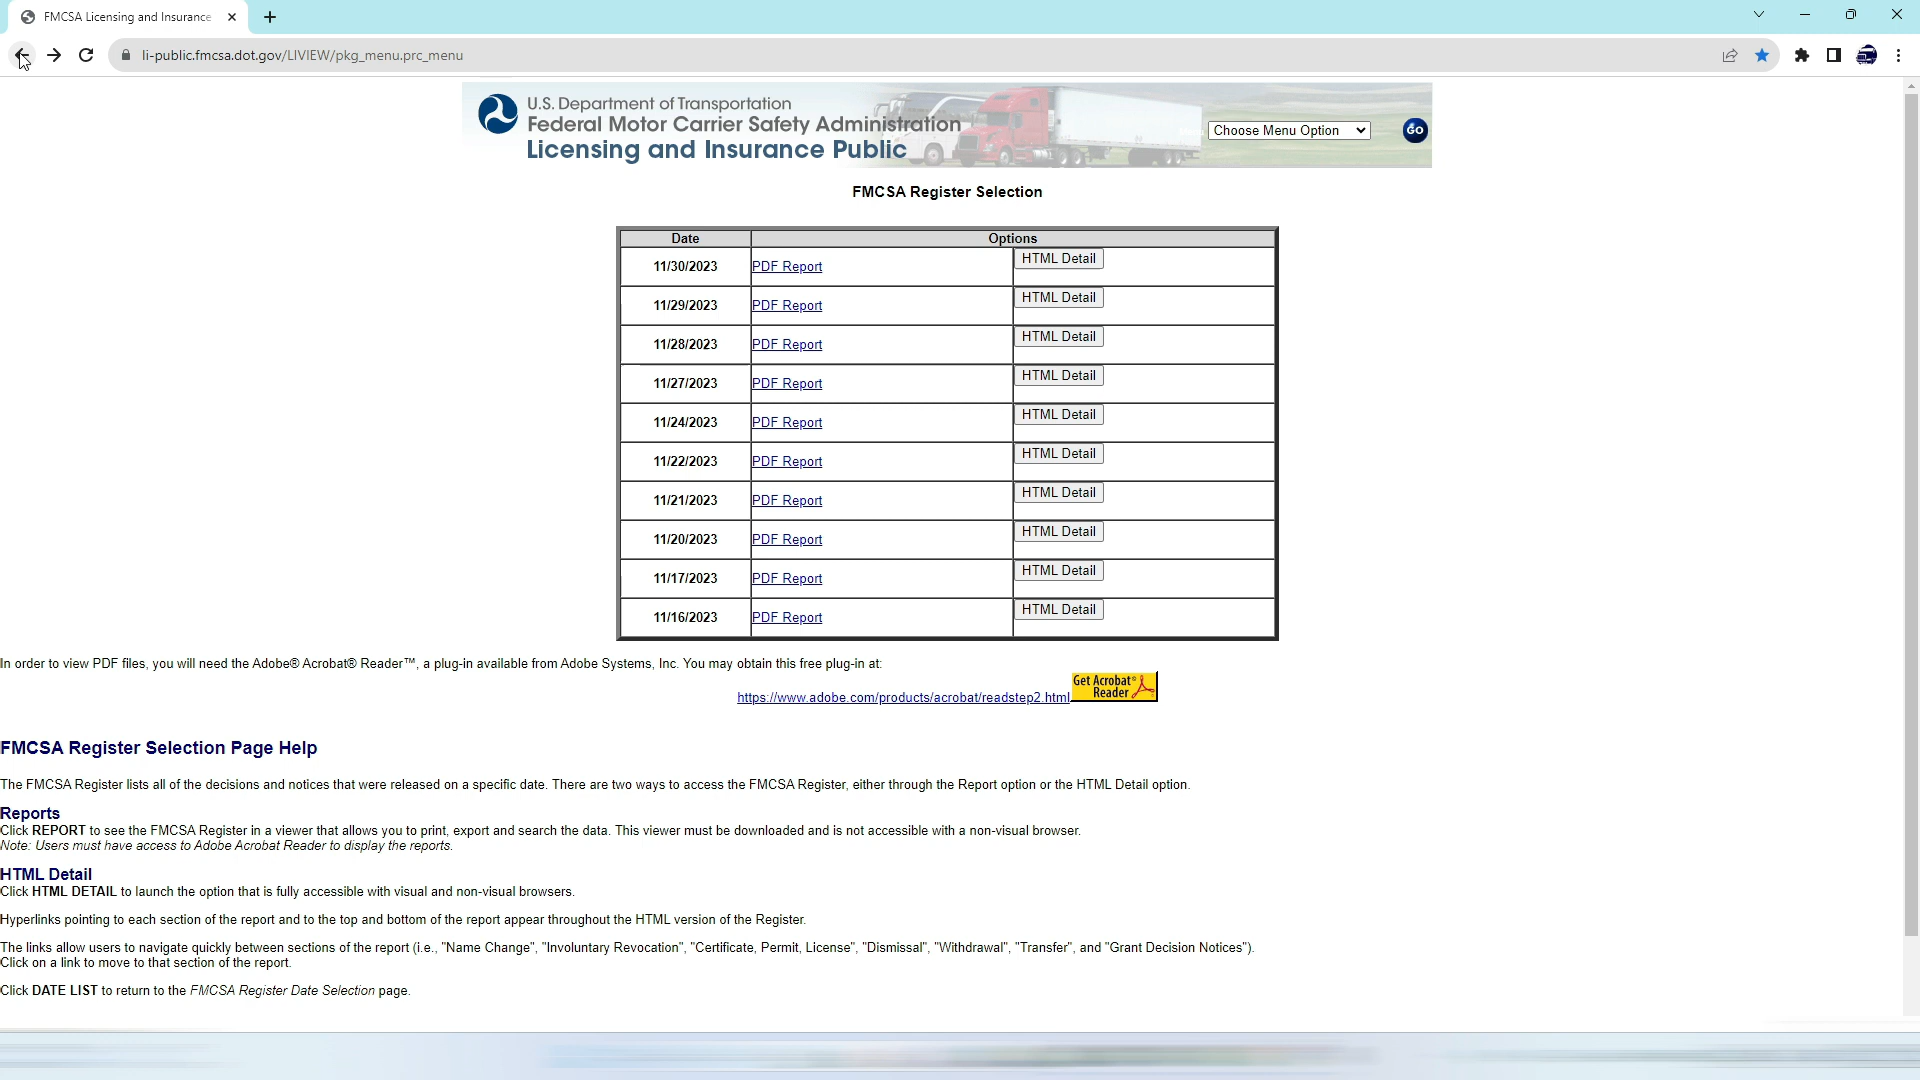 FMCSA Licensing and Insurance
li-public.fmcsa.dot.gov/LIVIEW/pkg_menu.prc_menu
U.S. Department of Transportation
Federal Motor Carrier Safety Administration
Licensing and Insurance Public
Choose Menu Option
GO
FMCSA Register Selection
Date Options
11/30/2023 PDF Report HTML Detail
11/29/2023 PDF Report HTML Detail
11/28/2023 PDF Report HTML Detail
11/27/2023 PDF Report HTML Detail
11/24/2023 PDF Report HTML Detail
11/22/2023 PDF Report HTML Detail
11/21/2023 PDF Report HTML Detail
11/20/2023 PDF Report HTML Detail
11/17/2023 PDF Report HTML Detail
11/16/2023 PDF Report HTML Detail
In order to view PDF files, you will need the Adobe® Acrobat® Reader™, a plug-in available from Adobe Systems, Inc. You may obtain this free plug-in at:
https://www.adobe.com/products/acrobat/readstep2.html
Get Acrobat®
Reader
FMCSA Register Selection Page Help
The FMCSA Register lists all of the decisions and notices that were released on a specific date. There are two ways to access the FMCSA Register, either through the Report option or the HTML Detail option.
Reports
Click REPORT to see the FMCSA Register in a viewer that allows you to print, export and search the data. This viewer must be downloaded and is not accessible with a non-visual browser.
Note: Users must have access to Adobe Acrobat Reader to display the reports.
HTML Detail
Click HTML DETAIL to launch the option that is fully accessible with visual and non-visual browsers.
Hyperlinks pointing to each section of the report and to the top and bottom of the report appear throughout the HTML version of the Register.
The links allow users to navigate quickly between sections of the report (i.e., "Name Change", "Involuntary Revocation", "Certificate, Permit, License", "Dismissal", "Withdrawal", "Transfer", and "Grant Decision Notices").
Click on a link to move to that section of the report.
Click DATE LIST to return to the FMCSA Register Date Selection page.